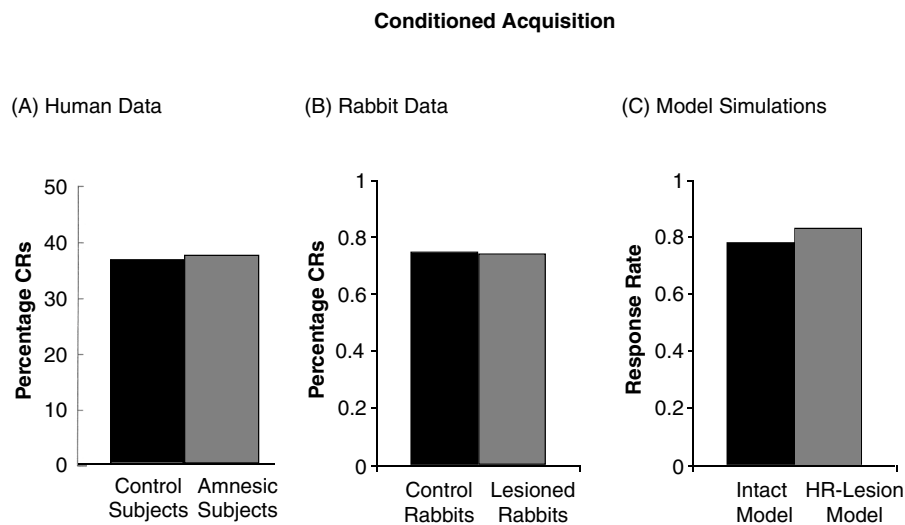 Conditioned Acquisition
(A) Human Data
Percentage CRs
50
40
30
20
10
0
Control Subjects
Amnesic Subjects
(B) Rabbit Data
Percentage CRs
1
0.8
0.6
0.4
0.2
0
Control Rabbits
Lesioned Rabbits
(C) Model Simulations
Response Rate
1
0.8
0.6
0.4
0.2
0
Intact Model
HR-Lesion Model